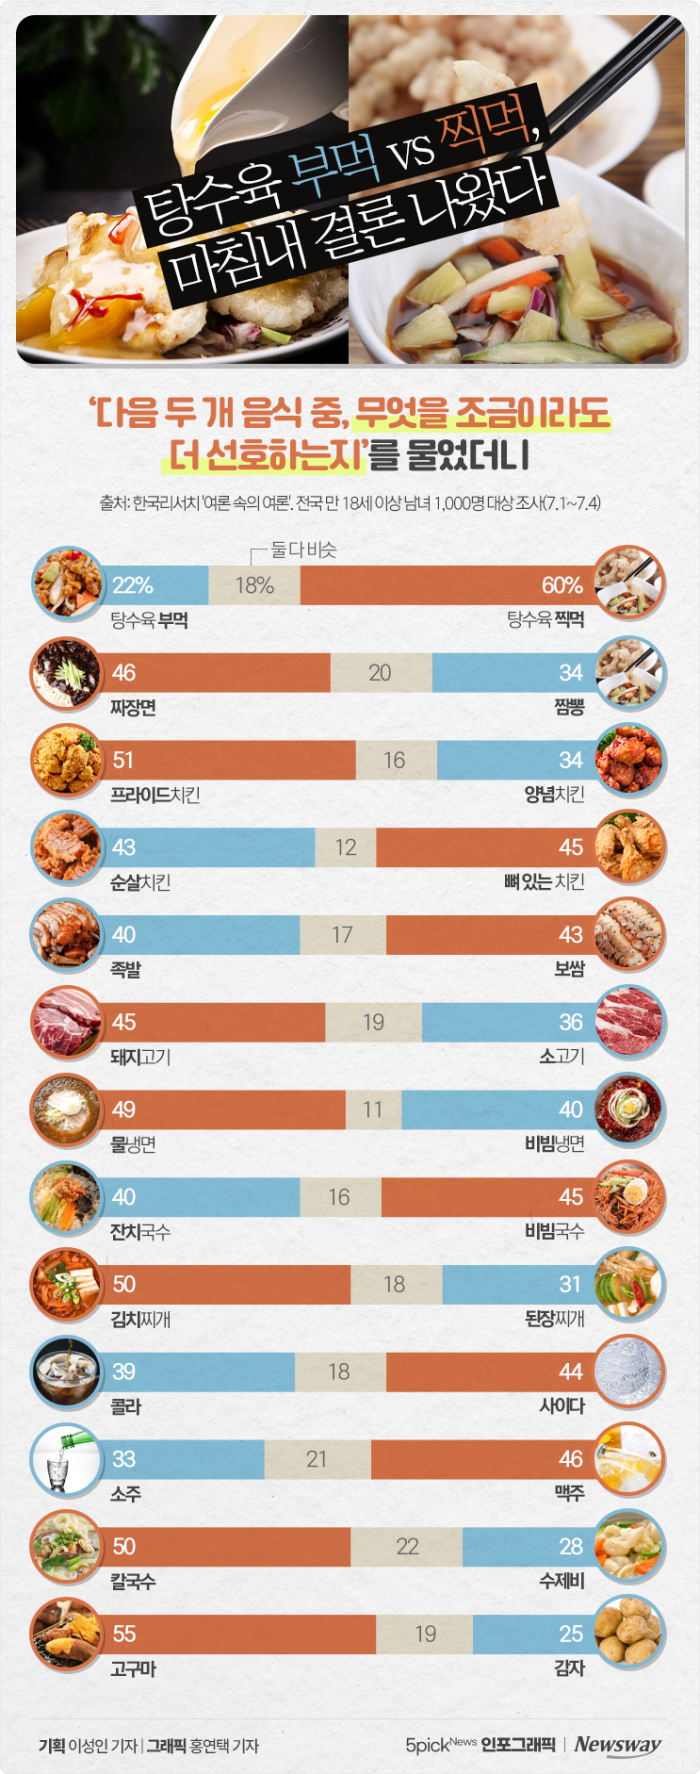 탕수육 부먹 vs 찍먹,
마침내 결론 나왔다
‘다음 두 개 음식 중, 무엇을 조금이라도
더 선호하는지’를 물었더니
출처: 한국리서치 '여론 속의 여론'. 전국 만 18세 이상 남녀 1,000명 대상 조사(7.1~7.4)
둘 다 비슷
22% 18% 60%
탕수육 부먹 탕수육 찍먹
46 20 34
짜장면 짬뽕
51 16 34
프라이드치킨 양념치킨
43 12 45
순살치킨 뼈 있는 치킨
40 17 43
족발 보쌈
45 19 36
돼지고기 소고기
49 11 40
물냉면 비빔냉면
40 16 45
잔치국수 비빔국수
50 18 31
김치찌개 된장찌개
39 18 44
콜라 사이다
33 21 46
소주 맥주
50 22 28
칼국수 수제비
55 19 25
고구마 감자
기획 이성인 기자 | 그래픽 홍연택 기자 5pickNews 인포그래픽 | Newsway